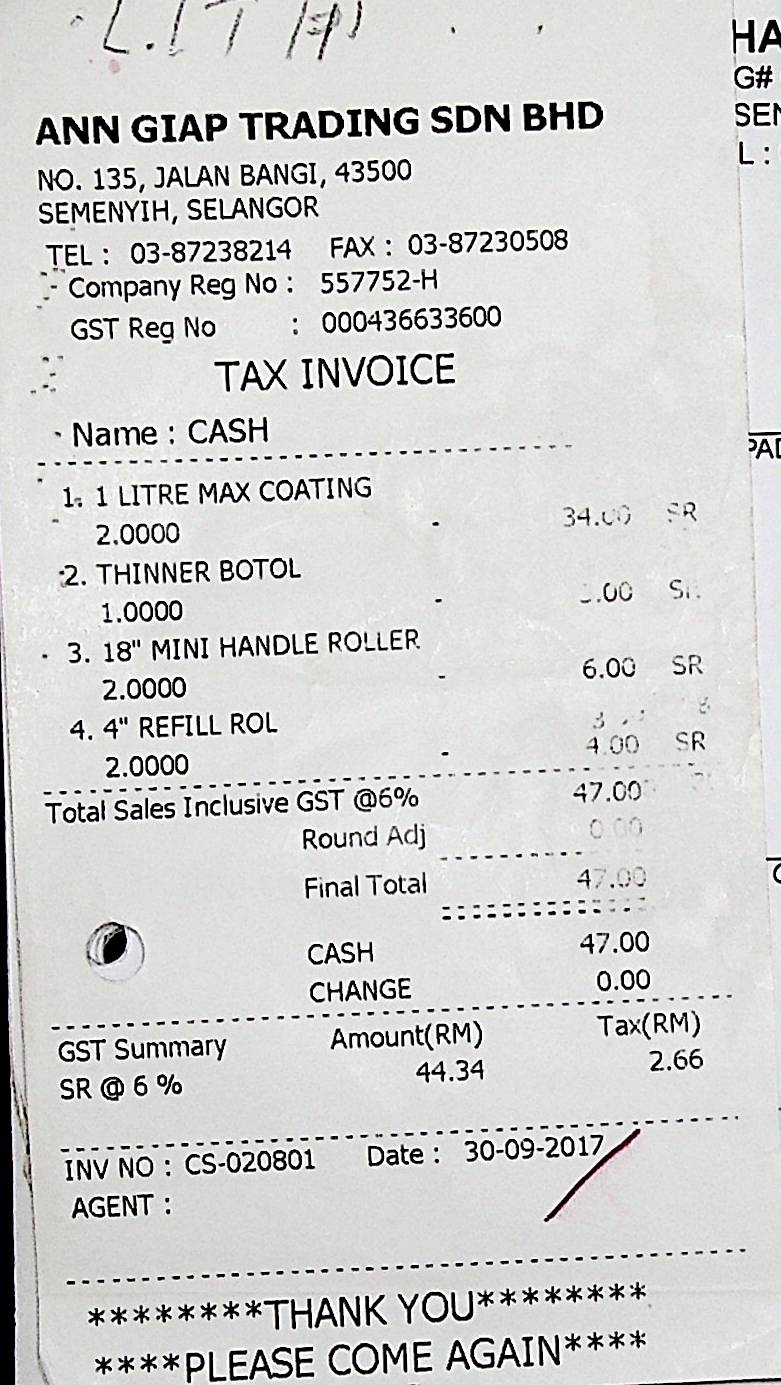 ANN GIAP TRADING SDN BHD
NO. 135, JALAN BANGI, 43500
SEMENYIH, SELANGOR
TEL : 03-87238214 FAX : 03-87230508
Company Reg No : 557752-H
GST Reg No : 000436633600
TAX INVOICE
Name : CASH
1. 1 LITRE MAX COATING
2.0000 - 34.00 SR
2. THINNER BOTOL
1.0000 -
3. 18" MINI HANDLE ROLLER
2.0000 - 6.00 SR
4. 4" REFILL ROL
2.0000 - 4.00 SR
Total Sales Inclusive GST @6% 47.00
Round Adj 0.00
Final Total 47.00
CASH 47.00
CHANGE 0.00
GST Summary Amount(RM) Tax(RM)
SR @ 6 % 44.34 2.66
INV NO : CS-020801 Date : 30-09-2017
AGENT :
********THANK YOU********
****PLEASE COME AGAIN****
HA
G#
SEN
L :
PAD